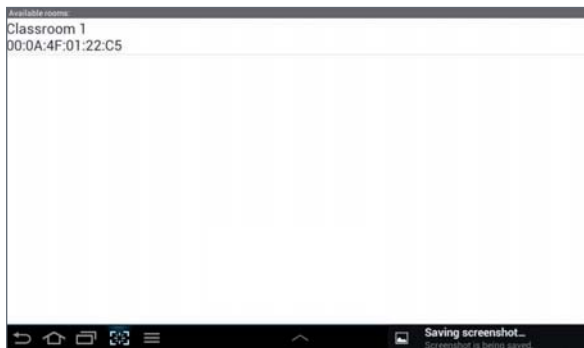 Available rooms:
Classroom 1
00:0A:4F:01:22:C5
Saving screenshot...
Screenshot is being saved.